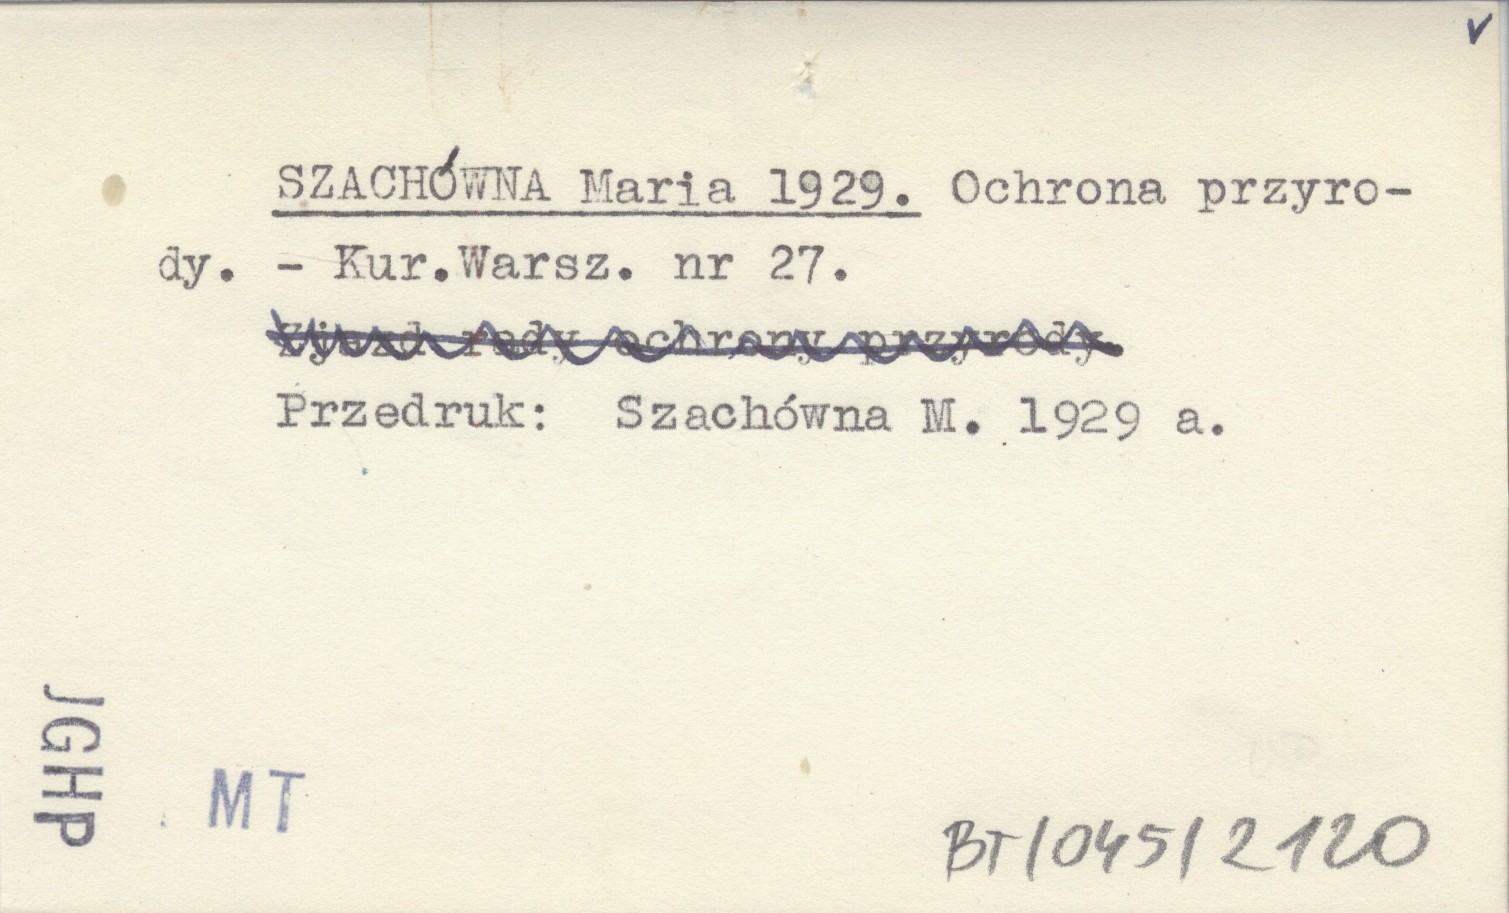 v
SZACHÓWNA Maria 1929. Ochrona przyro-
dy. - Kur.Warsz. nr 27.
Zjazd rady ochrony przyrody
Przedruk: Szachówna M. 1929 a.
JGHP
MT
BT/045/2120